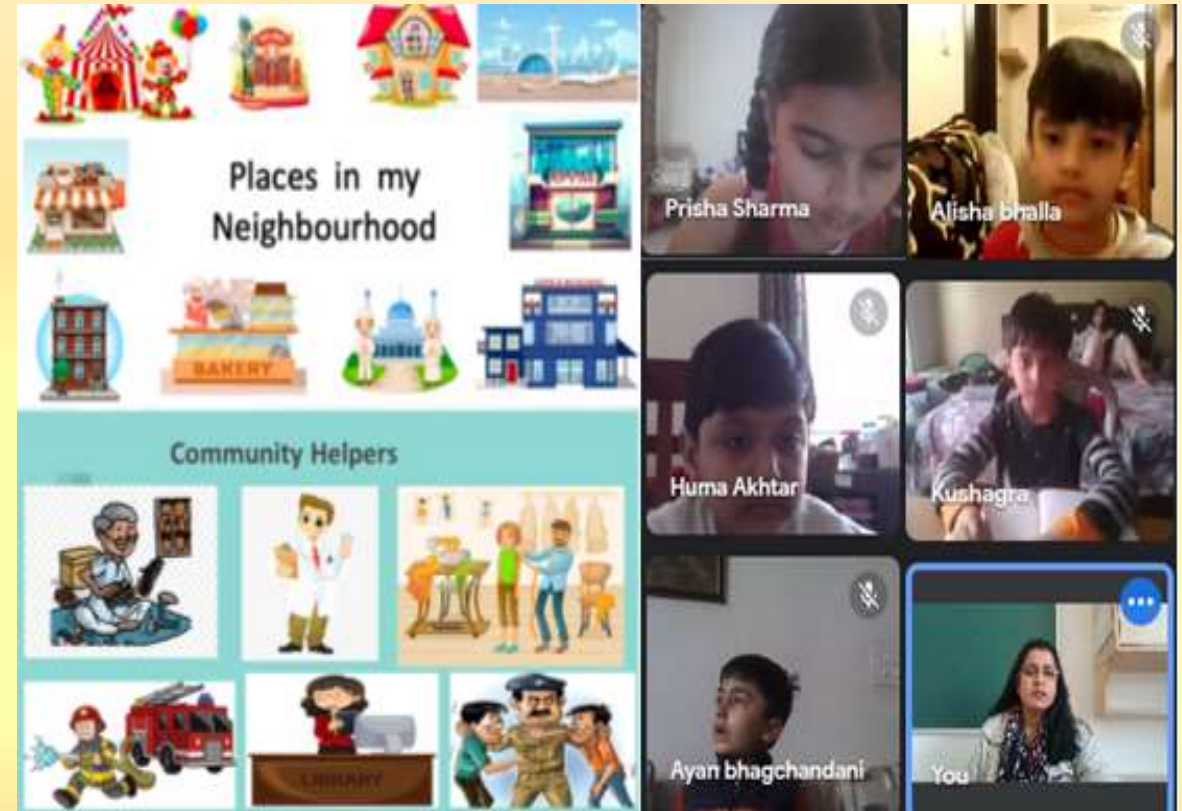 Places in my
Neighbourhood
BAKERY
Community Helpers
LIBRARY
Prisha Sharma
Alisha bhalla
Huma Akhtar
Kushagra
Ayan bhagchandani
You